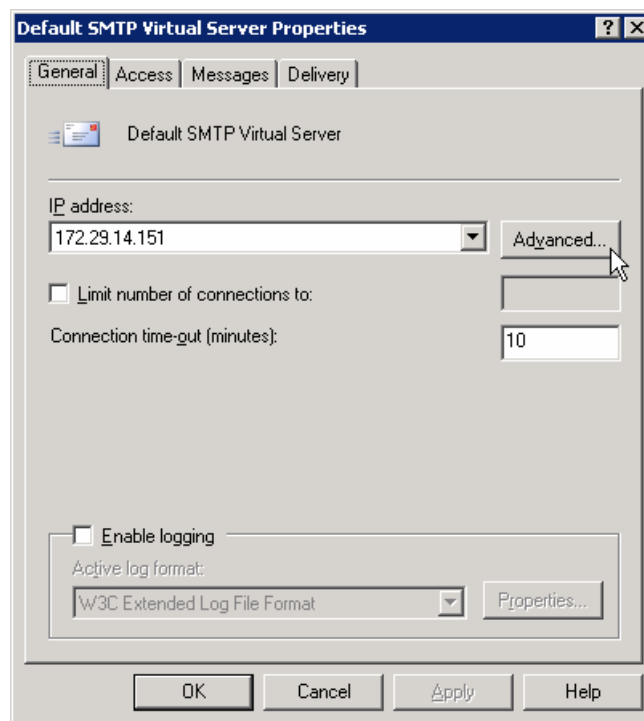 Default SMTP Virtual Server Properties
General Access Messages Delivery
Default SMTP Virtual Server
IP address:
172.29.14.151 Advanced...
Limit number of connections to:
Connection time-out (minutes): 10
Enable logging
Active log format:
W3C Extended Log File Format Properties...
OK Cancel Apply Help